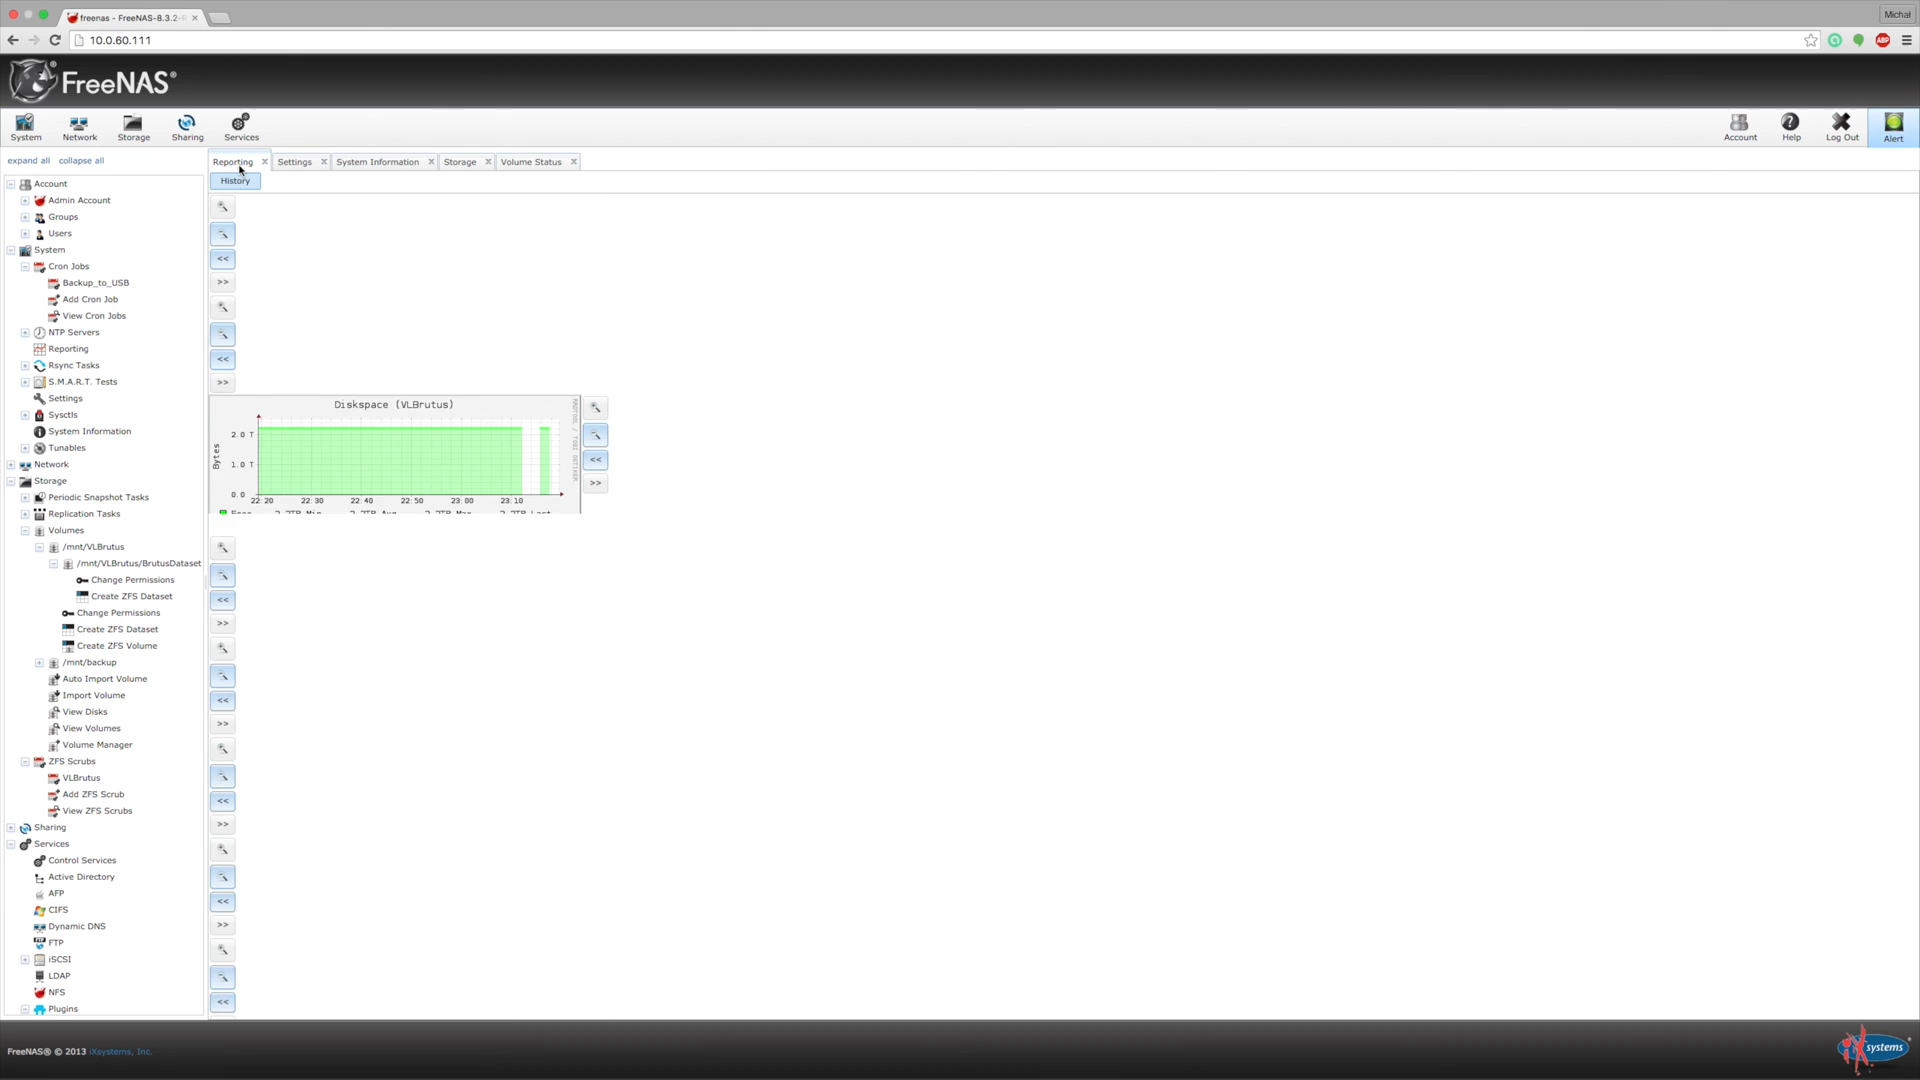 freenas - FreeNAS-8.3.2-
Michał
10.0.60.111
ABP
FreeNAS®
System Network Storage Sharing Services
Account Help Log Out Alert
expand all collapse all
Reporting Settings System Information Storage Volume Status
History
Account
Admin Account
Groups
Users
System
Cron Jobs
Backup_to_USB
Add Cron Job
View Cron Jobs
NTP Servers
Reporting
Rsync Tasks
S.M.A.R.T. Tests
Settings
Sysctls
System Information
Tunables
Network
Storage
Periodic Snapshot Tasks
Replication Tasks
Volumes
/mnt/VLBrutus
/mnt/VLBrutus/BrutusDataset
Change Permissions
Create ZFS Dataset
Change Permissions
Create ZFS Dataset
Create ZFS Volume
/mnt/backup
Auto Import Volume
Import Volume
View Disks
View Volumes
Volume Manager
ZFS Scrubs
VLBrutus
Add ZFS Scrub
View ZFS Scrubs
Sharing
Services
Control Services
Active Directory
AFP
CIFS
Dynamic DNS
FTP
iSCSI
LDAP
NFS
Plugins
<<
>>
<<
>>
Diskspace (VLBrutus)
Bytes
2.0 T
1.0 T
0.0
22:20 22:30 22:40 22:50 23:00 23:10
RRDTOOL / TOBI OETIKER
<<
>>
<<
>>
<<
>>
<<
>>
<<
>>
<<
FreeNAS® © 2013 iXsystems, Inc.
iXsystems